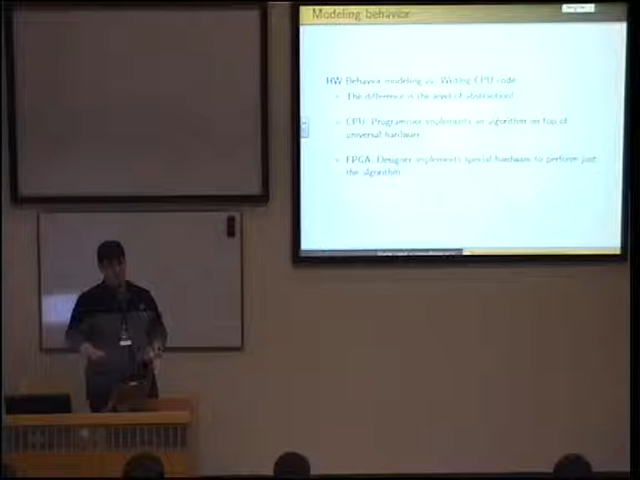 Modeling behavior
HW Behavior modeling vs. Writing CPU code
The difference is the level of abstraction!
CPU: Programmer implements an algorithm on top of
universal hardware
FPGA: Designer implements special hardware to perform just
the algorithm